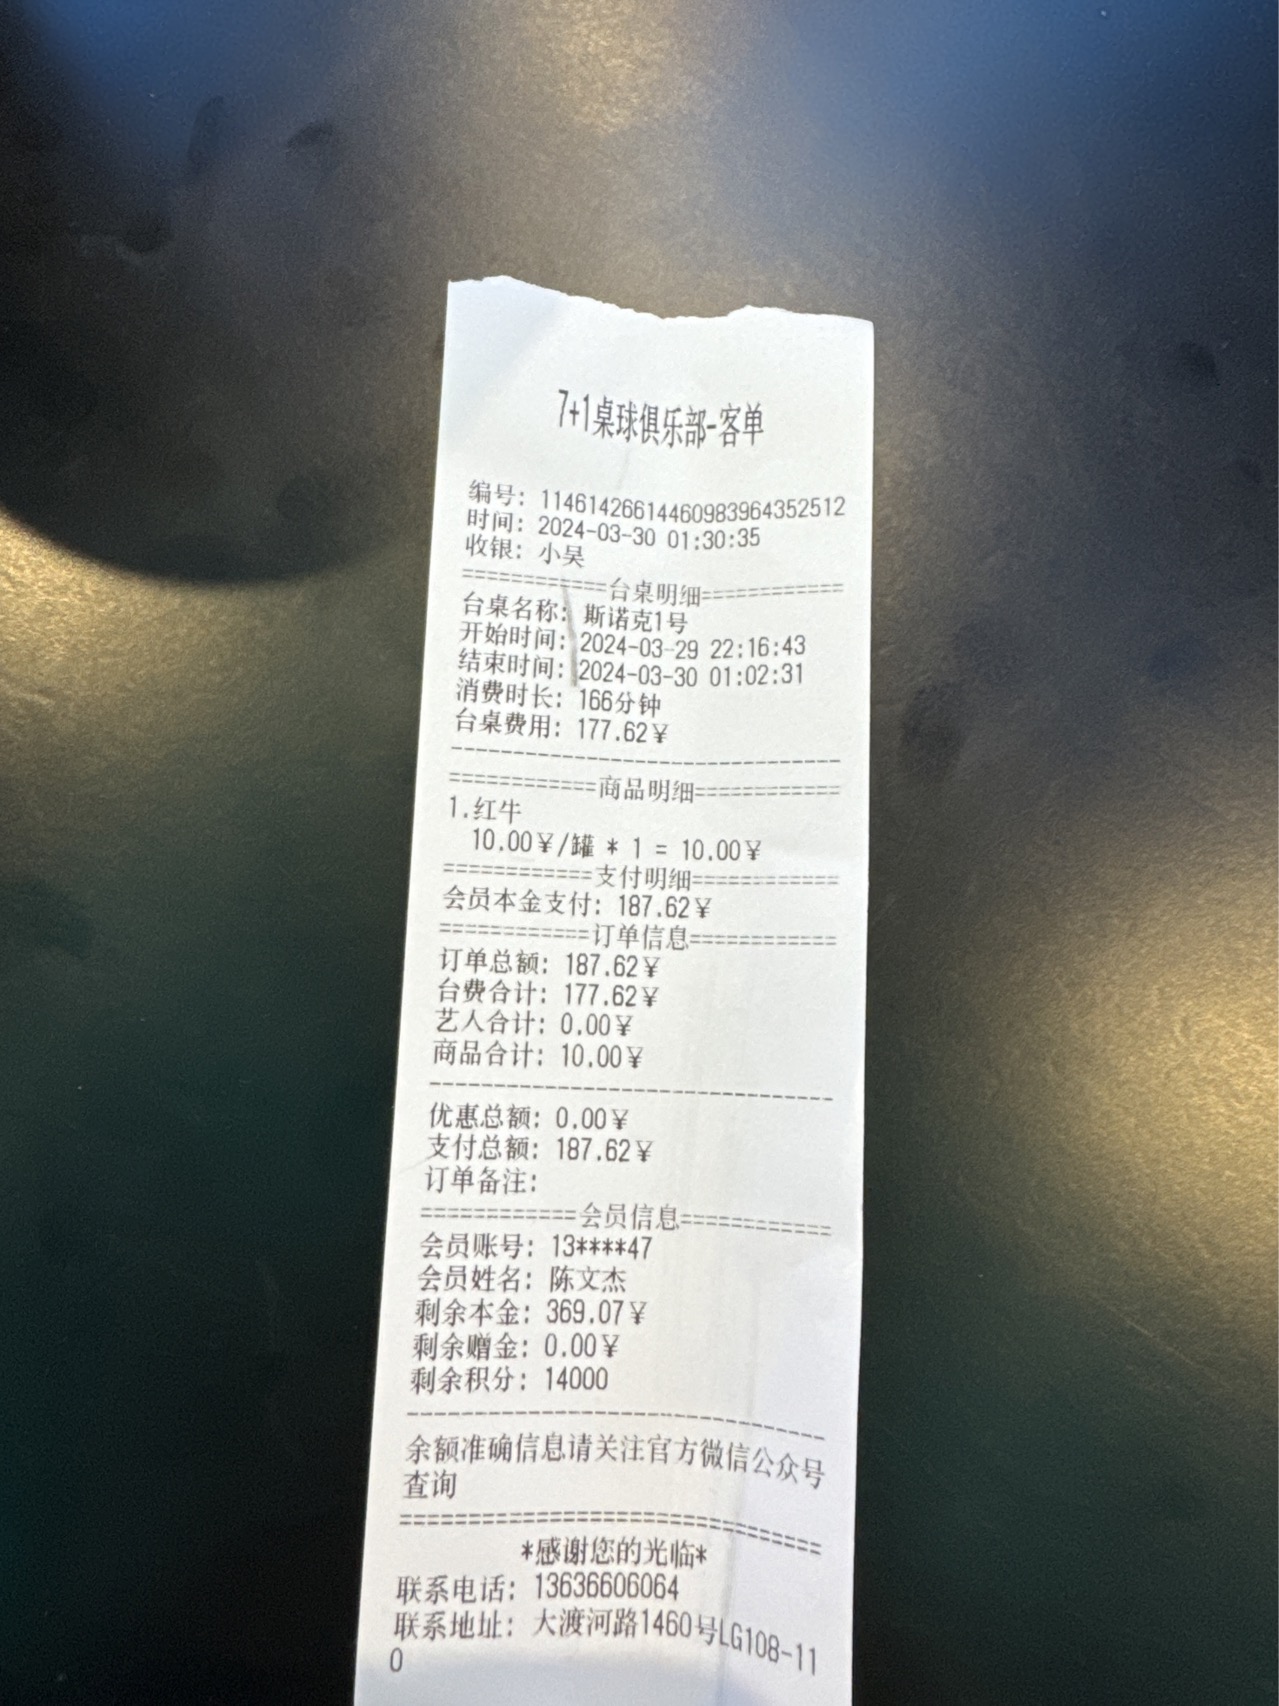 7+1桌球俱乐部-客单
编号: 1146142661446098396435​2512
时间: 2024-03-30 01:30:35
收银: 小吴
============台桌明细============
台桌名称: 斯诺克1号
开始时间: 2024-03-29 22:16:43
结束时间: 2024-03-30 01:02:31
消费时长: 166分钟
台桌费用: 177.62¥
--------------------------------
============商品明细============
1.红牛
10.00¥/罐 * 1 = 10.00¥
============支付明细============
会员本金支付: 187.62¥
============订单信息============
订单总额: 187.62¥
台费合计: 177.62¥
艺人合计: 0.00¥
商品合计: 10.00¥
--------------------------------
优惠总额: 0.00¥
支付总额: 187.62¥
订单备注:
============会员信息============
会员账号: 13****47
会员姓名: 陈文杰
剩余本金: 369.07¥
剩余赠金: 0.00¥
剩余积分: 14000
--------------------------------
余额准确信息请关注官方微信公众号
查询
================================
*感谢您的光临*
联系电话: 13636606064
联系地址: 大渡河路1460号LG108-11
0